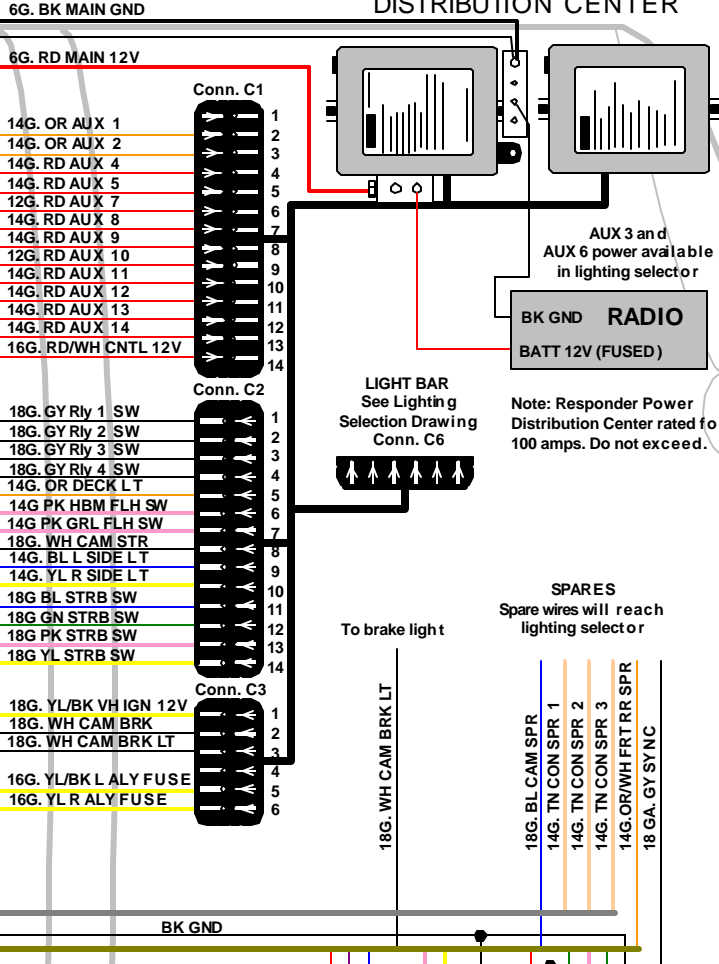 DISTRIBUTION CENTER
6G. BK MAIN GND
6G. RD MAIN 12V
Conn. C1
14G. OR AUX 1
14G. OR AUX 2
14G. RD AUX 4
14G. RD AUX 5
12G. RD AUX 7
14G. RD AUX 8
14G. RD AUX 9
12G. RD AUX 10
14G. RD AUX 11
14G. RD AUX 12
14G. RD AUX 13
14G. RD AUX 14
16G. RD/WH CNTL 12V
1
2
3
4
5
6
7
8
9
10
11
12
13
14
AUX 3 and
AUX 6 power available
in lighting selector
BK GND RADIO
BATT 12V (FUSED)
Note: Responder Power
Distribution Center rated fo
100 amps. Do not exceed.
LIGHT BAR
See Lighting
Selection Drawing
Conn. C6
Conn. C2
18G. GY Rly 1 SW
18G. GY Rly 2 SW
18G. GY Rly 3 SW
18G. GY Rly 4 SW
14G. OR DECK LT
14G PK HBM FLH SW
14G PK GRL FLH SW
18G. WH CAM STR
14G. BL L SIDE LT
14G. YL R SIDE LT
18G BL STRB SW
18G GN STRB SW
18G PK STRB SW
18G YL STRB SW
1
2
3
4
5
6
7
8
9
10
11
12
13
14
Conn. C3
18G. YL/BK VH IGN 12V
18G. WH CAM BRK
18G. WH CAM BRK LT
16G. YL/BK L ALY FUSE
16G. YL R ALY FUSE
1
2
3
4
5
6
To brake light
18G. WH CAM BRK LT
SPARES
Spare wires will reach
lighting selector
18G. BL CAM SPR
14G. TN CON SPR 1
14G. TN CON SPR 2
14G. TN CON SPR 3
14G.OR/WH FRT RR SPR
18 GA. GY SY NC
BK GND